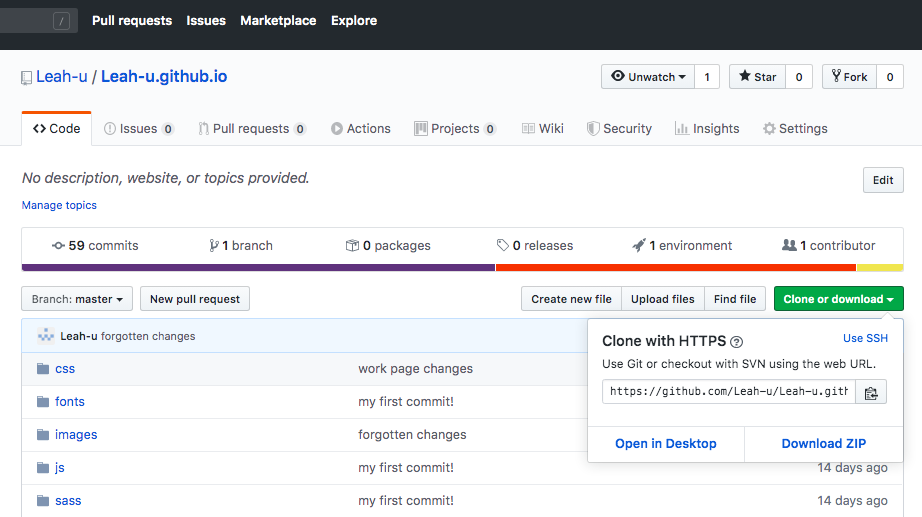 / Pull requests Issues Marketplace Explore
Leah-u / Leah-u.github.io Unwatch 1 Star 0 Fork 0
Code Issues 0 Pull requests 0 Actions Projects 0 Wiki Security Insights Settings
No description, website, or topics provided. Edit
Manage topics
59 commits 1 branch 0 packages 0 releases 1 environment 1 contributor
Branch: master New pull request Create new file Upload files Find file Clone or download
Leah-u forgotten changes
Clone with HTTPS ? Use SSH
Use Git or checkout with SVN using the web URL.
https://github.com/Leah-u/Leah-u.gith
Open in Desktop Download ZIP
css work page changes
fonts my first commit!
images forgotten changes
js my first commit! 14 days ago
sass my first commit! 14 days ago